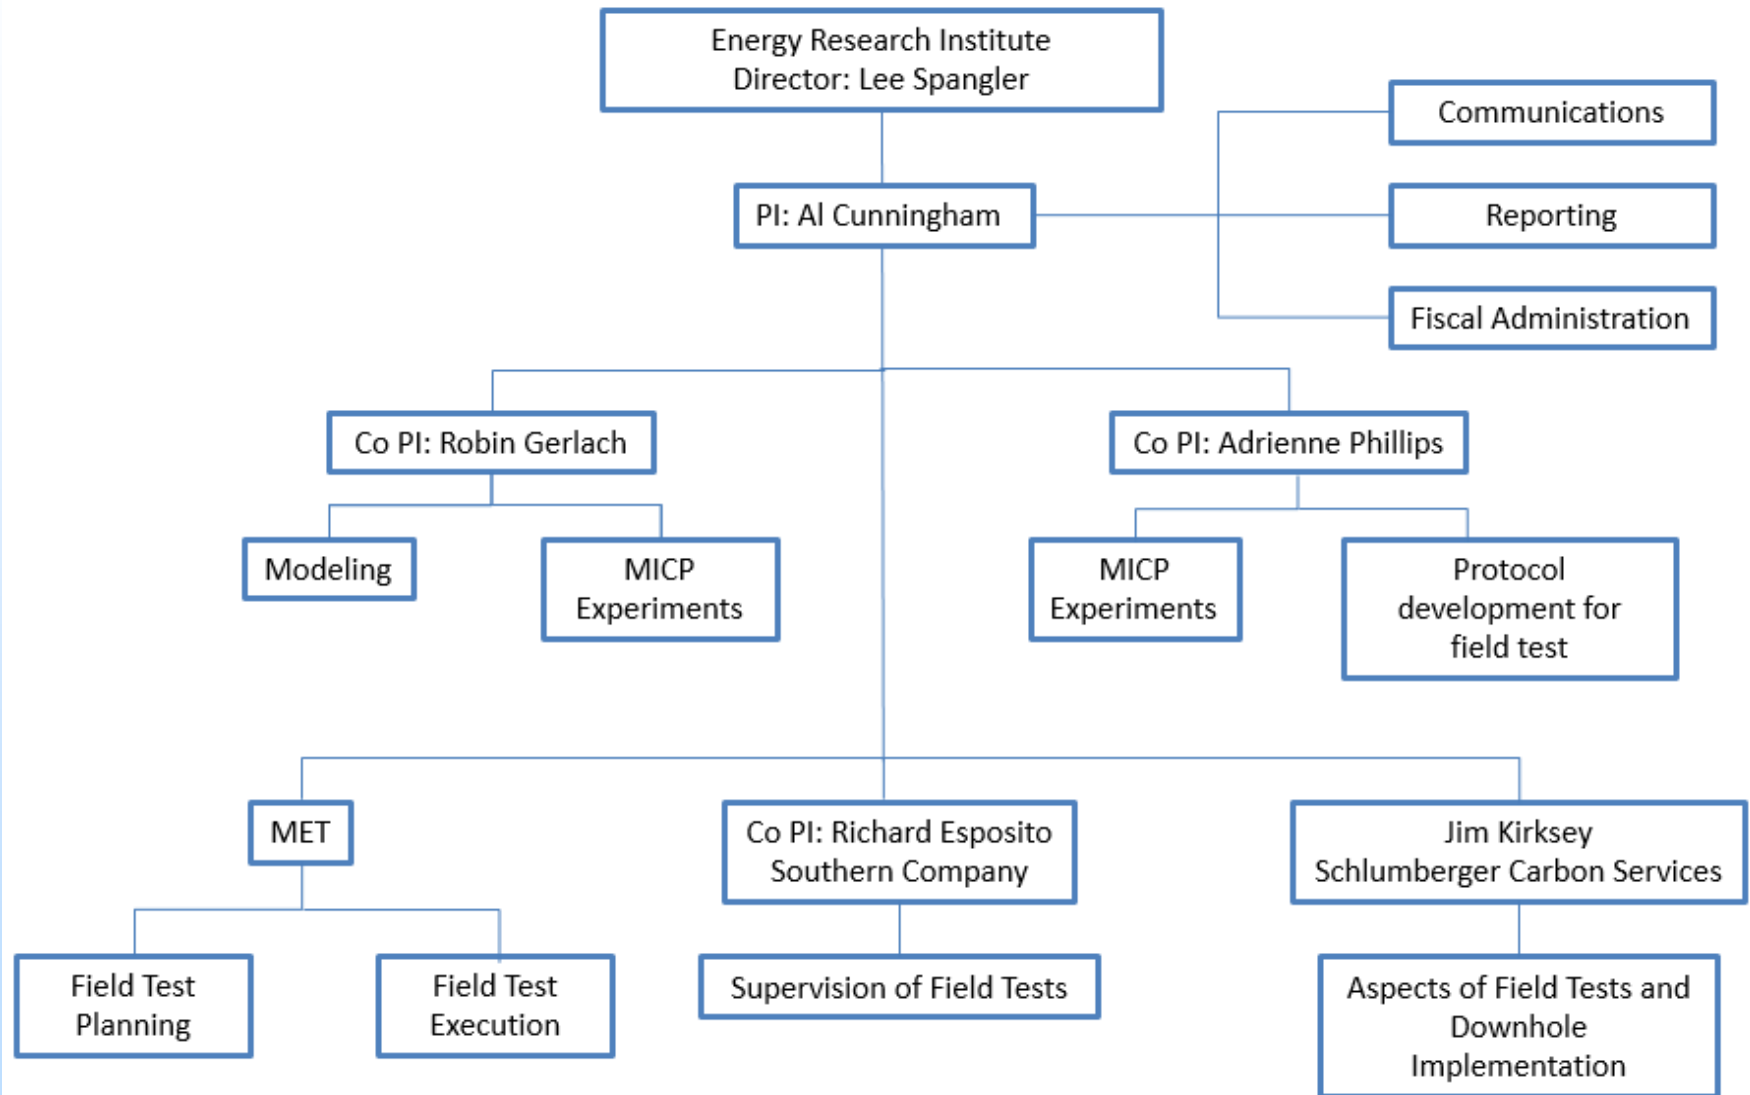 Energy Research Institute
Director: Lee Spangler
Communications
PI: Al Cunningham
Reporting
Fiscal Administration
Co PI: Robin Gerlach
Co PI: Adrienne Phillips
Modeling
MICP
Experiments
MICP
Experiments
Protocol
development for
field test
MET
Co PI: Richard Esposito
Southern Company
Jim Kirksey
Schlumberger Carbon Services
Field Test
Planning
Field Test
Execution
Supervision of Field Tests
Aspects of Field Tests and
Downhole
Implementation